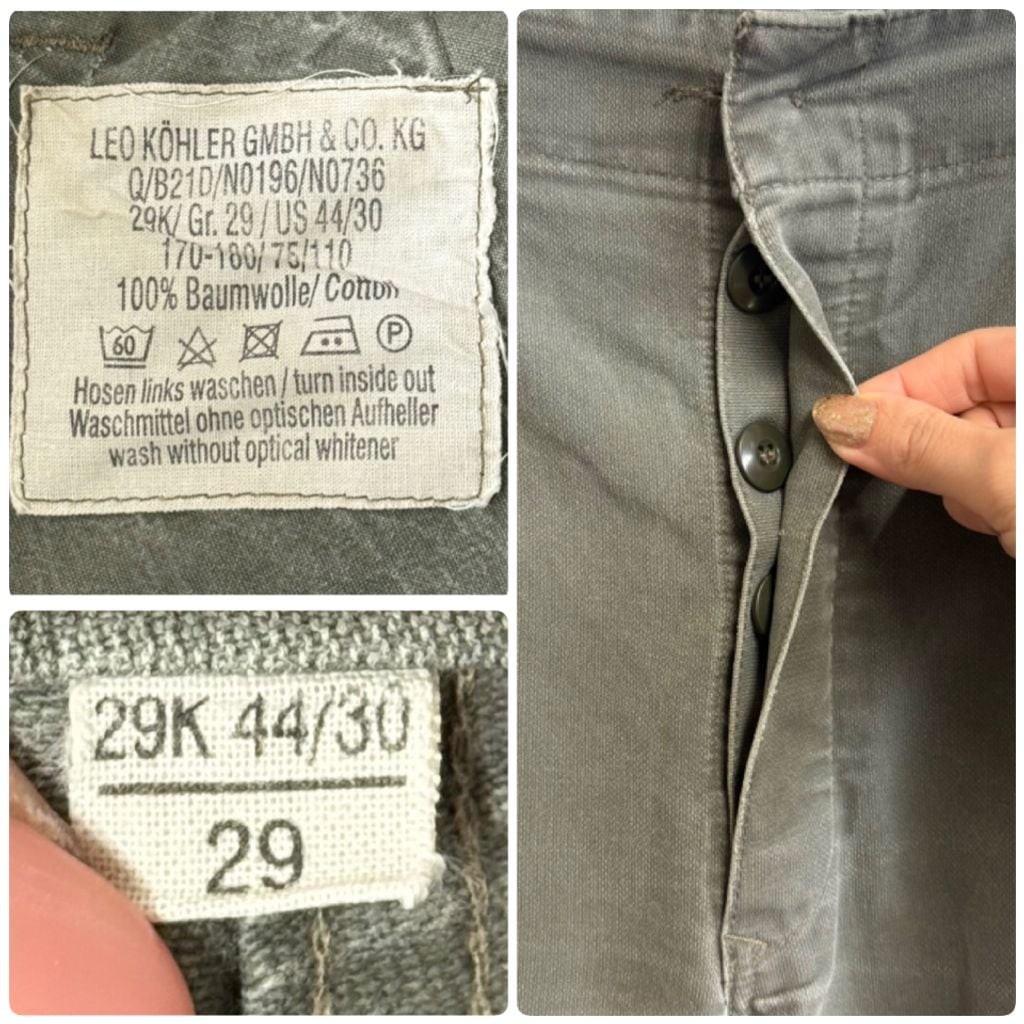 LEO KÖHLER GMBH & CO. KG
Q/B21D/N0196/N0736
29K/ Gr. 29 / US 44/30
170-180/ 75/110
100% Baumwolle/ Cotton
60 P
Hosen links waschen / turn inside out
Waschmittel ohne optischen Aufheller
wash without optical whitener
29K 44/30
29